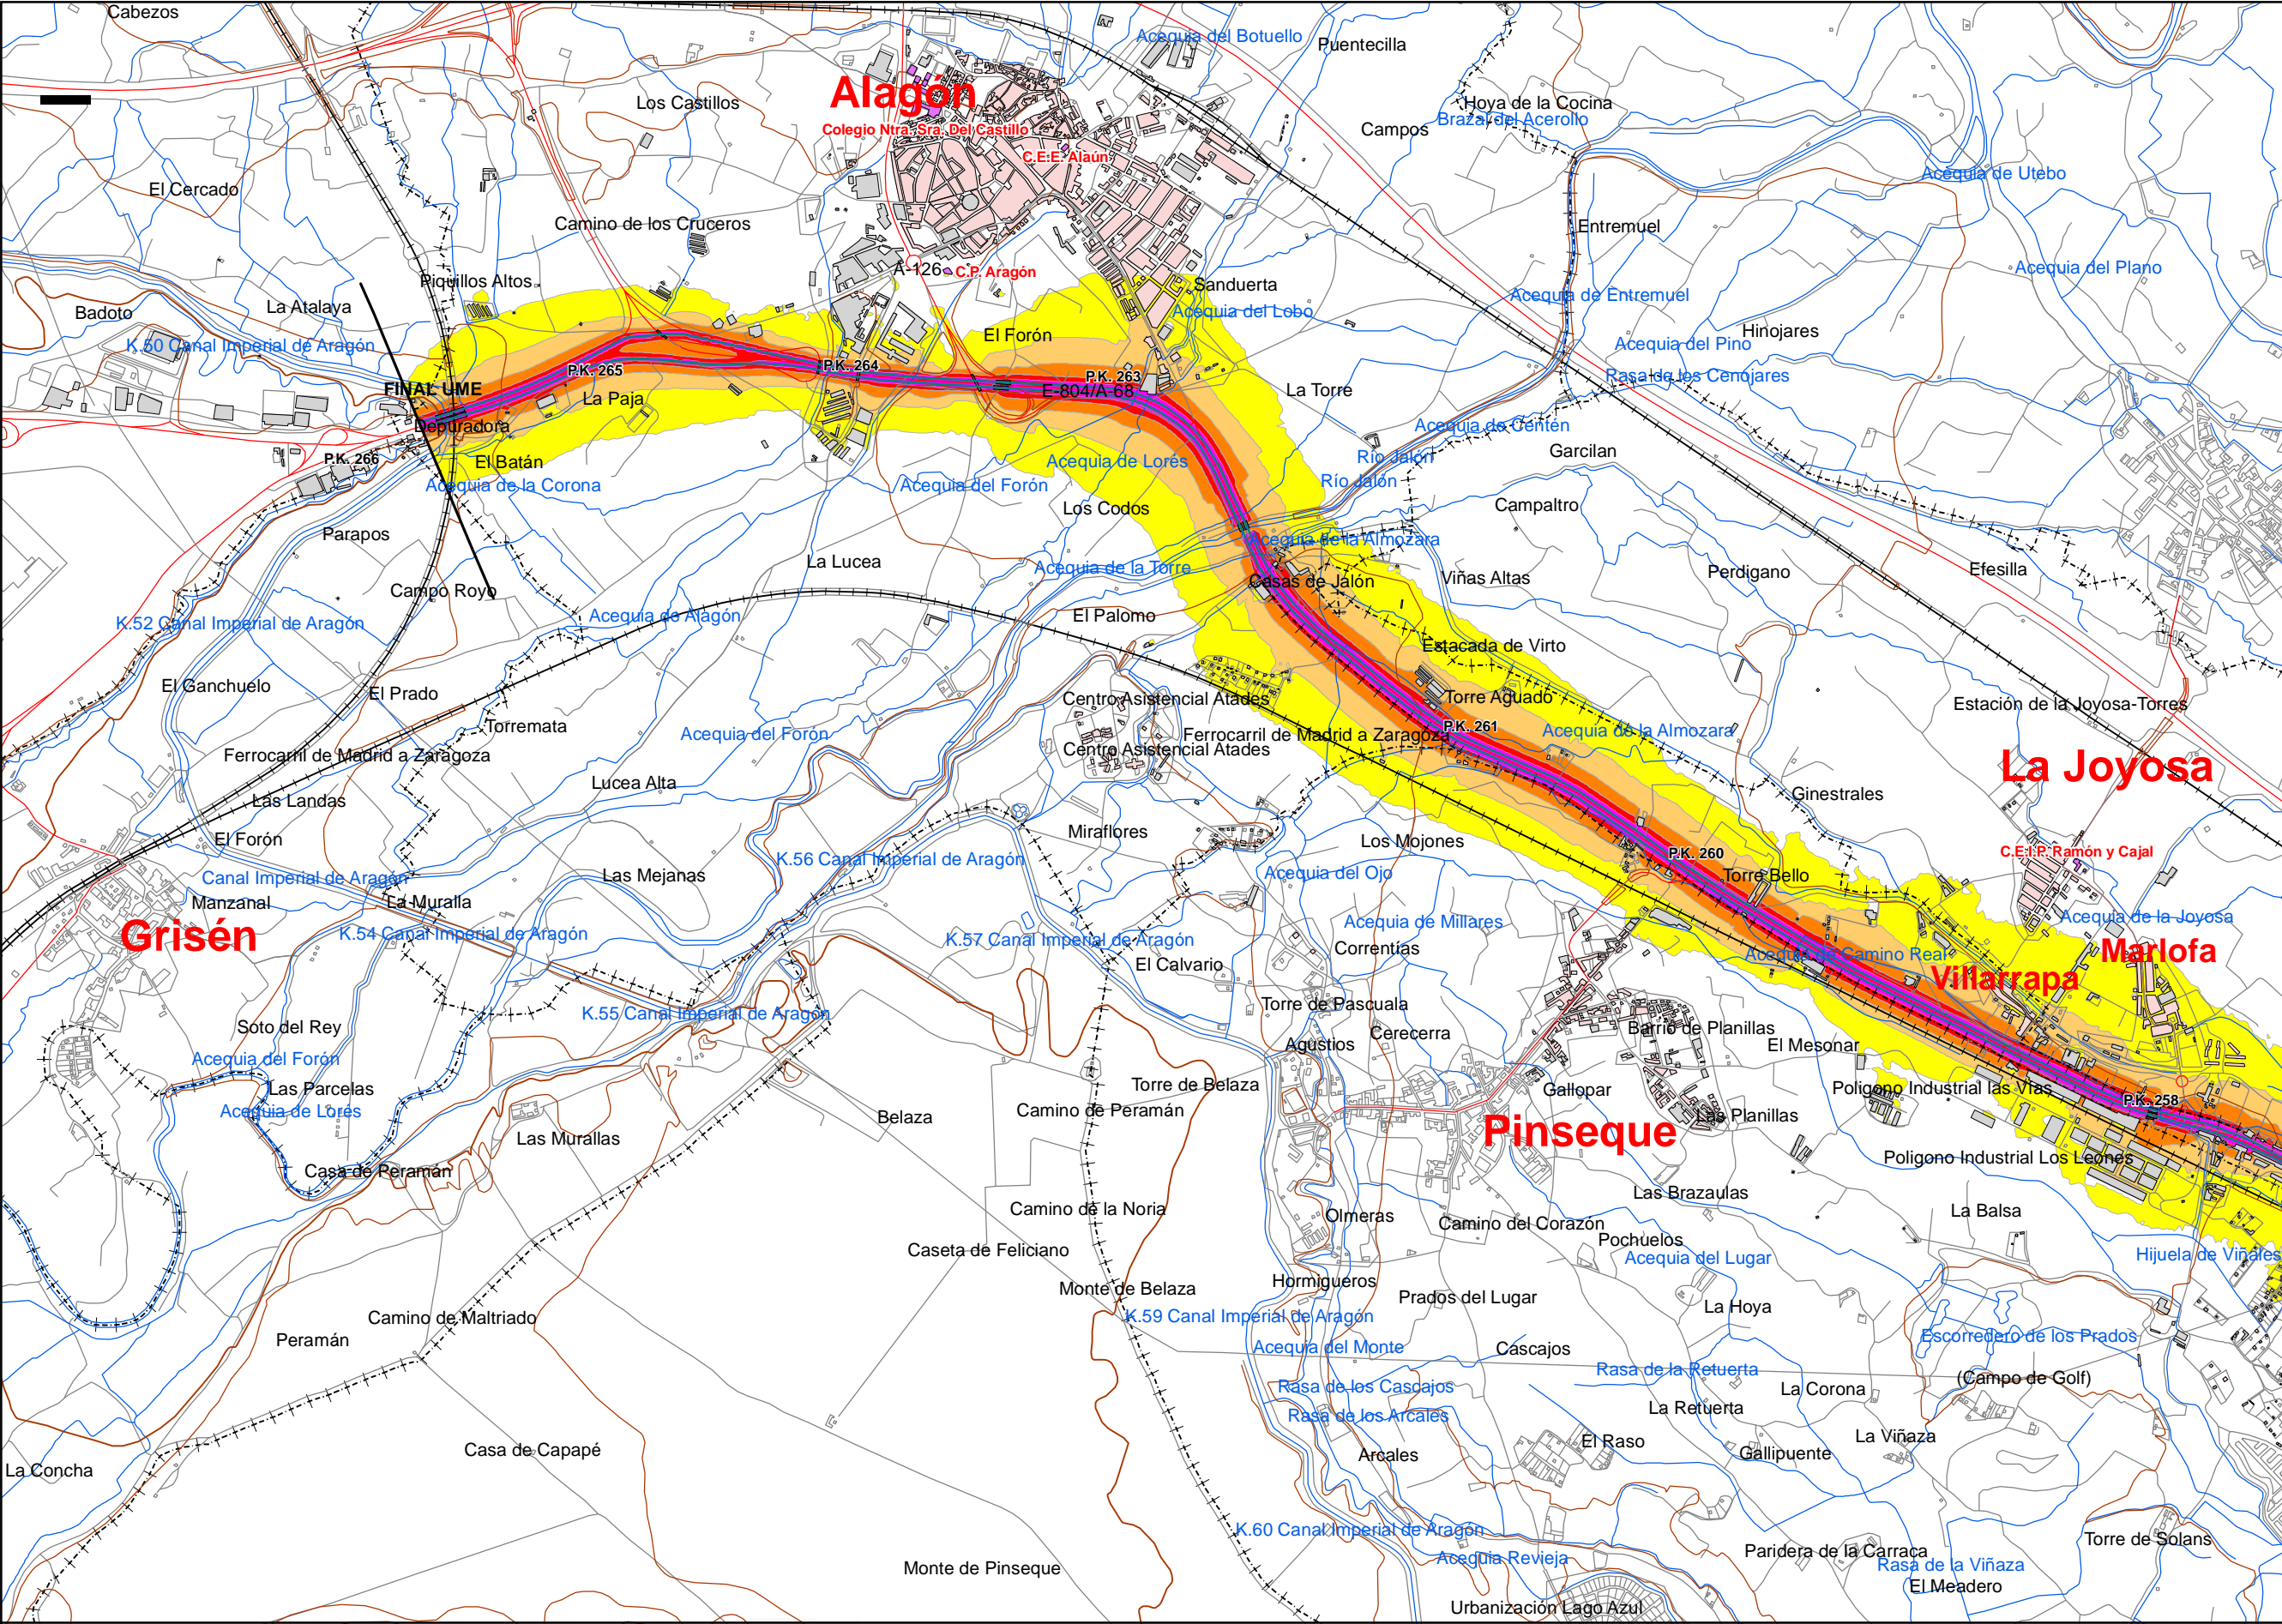 Cabezos
Acequia del Botuello
Puentecilla
Alagón
Los Castillos
Hoya de la Cocina
Brazal del Acerollo
Campos
Colegio Ntra. Sra. Del Castillo
C.E.E. Alaún
Acequia de Utebo
El Cercado
Camino de los Cruceros
Entremuel
A-126
C.P. Aragón
Acequia del Plano
Piquillos Altos
Sanduerta
Acequia de Entremuel
La Atalaya
Badoto
Acequia del Lobo
El Forón
Hinojares
K.50 Canal Imperial de Aragón
Acequia del Pino
P.K. 265
P.K. 264
P.K. 263
Rasa de los Cenojares
FINAL UME
E-804/A-68
La Torre
La Paja
Depuradora
Acequia de Centén
P.K. 266
El Batán
Acequia de Lorés
Río Jalón
Garcilan
Acequia de la Corona
Acequia del Forón
Río Jalón
Los Codos
Campaltro
Parapos
Acequia de la Almozara
La Lucea
Acequia de la Torre
Casas de Jalón
Viñas Altas
Perdigano
Efesilla
Campo Royo
K.52 Canal Imperial de Aragón
Acequia de Alagón
El Palomo
Estacada de Virto
El Ganchuelo
El Prado
Centro Asistencial Atades
Torre Aguado
Estación de la Joyosa-Torres
Torremata
Acequia del Forón
Ferrocarril de Madrid a Zaragoza
P.K. 261
Acequia de la Almozara
Ferrocarril de Madrid a Zaragoza
Centro Asistencial Atades
La Joyosa
Lucea Alta
Las Landas
Ginestrales
El Forón
Miraflores
Los Mojones
K.56 Canal Imperial de Aragón
P.K. 260
C.E.I.P. Ramón y Cajal
Canal Imperial de Aragón
Las Mejanas
Acequia del Ojo
Torre Bello
Manzanal
La Muralla
Acequia de Millares
Acequia de la Joyosa
Grisén
K.54 Canal Imperial de Aragón
K.57 Canal Imperial de Aragón
Correntías
Acequia de Camino Real
Marlofa
El Calvario
Villarrapa
Torre de Pascuala
K.55 Canal Imperial de Aragón
Soto del Rey
Cerecerra
Barrio de Planillas
Agustios
El Mesonar
Acequia del Forón
Las Parcelas
Torre de Belaza
Gallopar
Poligono Industrial las Vías
P.K. 258
Acequia de Lorés
Belaza
Camino de Peramán
Las Planillas
Las Murallas
Pinseque
Casa de Peramán
Poligono Industrial Los Leones
Las Brazaulas
Camino de la Noria
Olmeras
Camino del Corazón
La Balsa
Caseta de Feliciano
Pochuelos
Acequia del Lugar
Hijuela de Viñales
Hormigueros
Monte de Belaza
Prados del Lugar
La Hoya
Camino de Maltriado
K.59 Canal Imperial de Aragón
Peramán
Acequia del Monte
Cascajos
Escorredero de los Prados
Rasa de la Retuerta
(Campo de Golf)
Rasa de los Cascajos
La Corona
Rasa de los Arcales
La Retuerta
Casa de Capapé
El Raso
La Viñaza
Arcales
Gallipuente
La Concha
K.60 Canal Imperial de Aragón
Torre de Solans
Acequia Revieja
Paridera de la Carraca
Monte de Pinseque
Rasa de la Viñaza
El Meadero
Urbanización Lago Azul